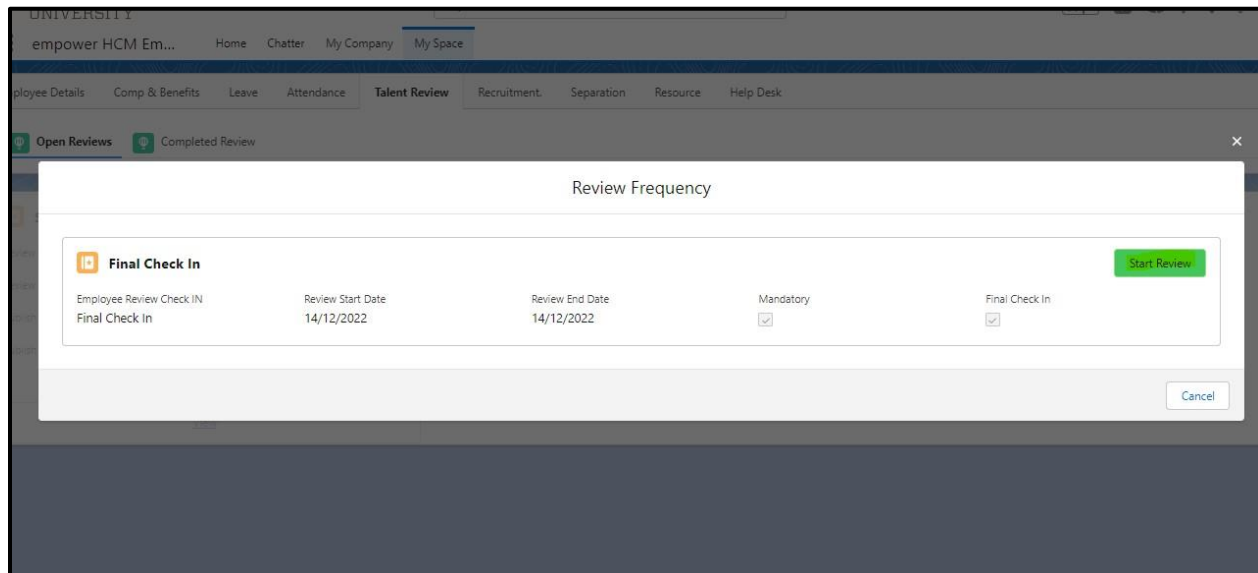 UNIVERSITY
empower HCM Em... Home Chatter My Company My Space
ployee Details Comp & Benefits Leave Attendance Talent Review Recruitment. Separation Resource Help Desk
Open Reviews Completed Review
Review Frequency
Final Check In Start Review
Employee Review Check IN Review Start Date Review End Date Mandatory Final Check In
Final Check In 14/12/2022 14/12/2022
Cancel